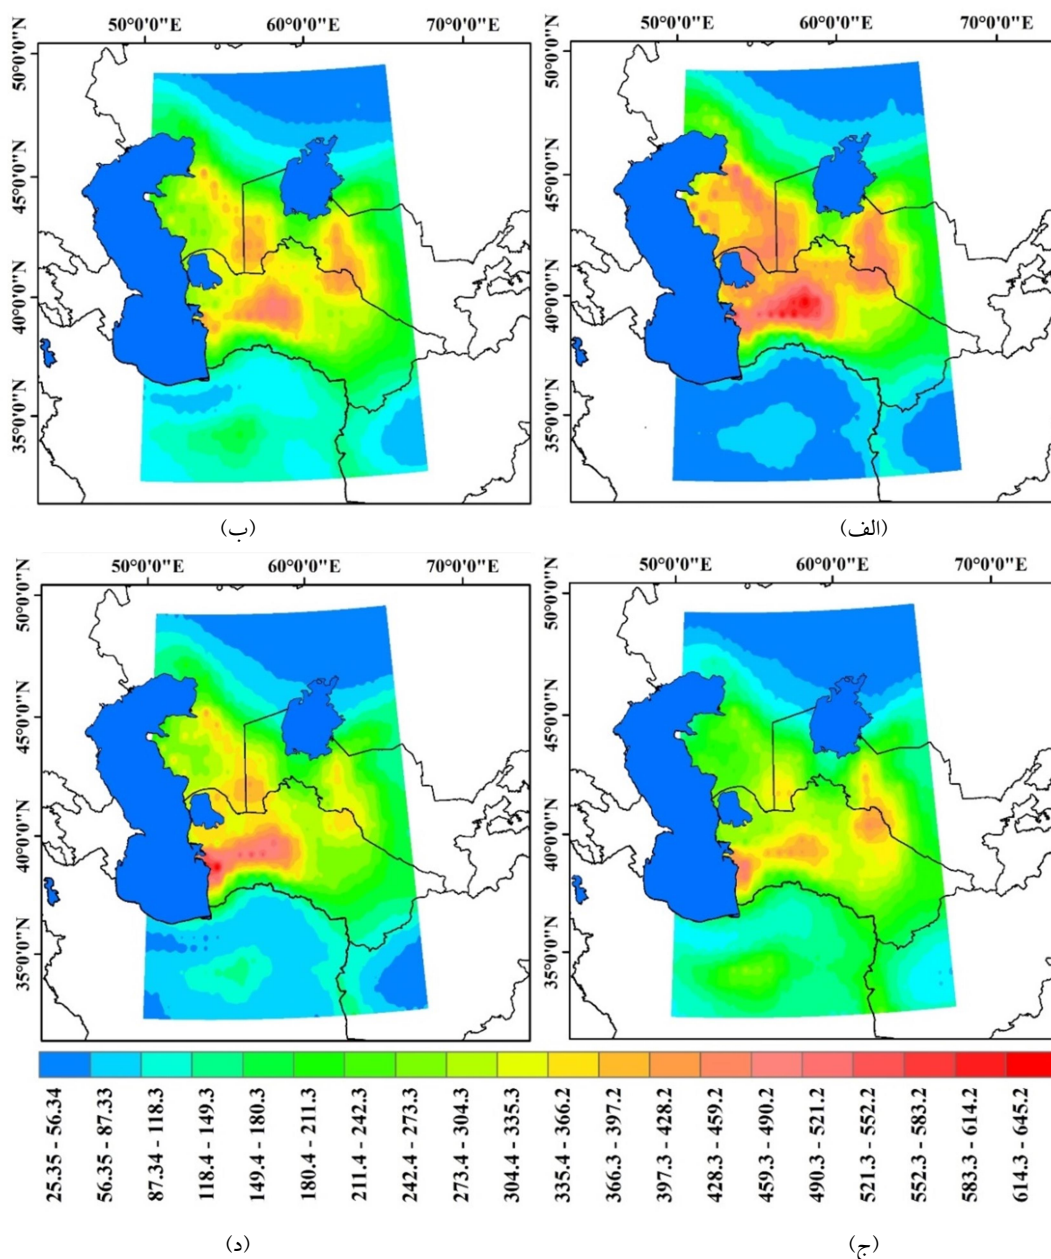 50°0'0"E 60°0'0"E 70°0'0"E
50°0'0"N
45°0'0"N
40°0'0"N
35°0'0"N
(ب)
50°0'0"E 60°0'0"E 70°0'0"E
50°0'0"N
45°0'0"N
40°0'0"N
35°0'0"N
(الف)
50°0'0"E 60°0'0"E 70°0'0"E
50°0'0"N
45°0'0"N
40°0'0"N
35°0'0"N
50°0'0"E 60°0'0"E 70°0'0"E
50°0'0"N
45°0'0"N
40°0'0"N
35°0'0"N
25.35 - 56.34
56.35 - 87.33
87.34 - 118.3
118.4 - 149.3
149.4 - 180.3
180.4 - 211.3
211.4 - 242.3
242.4 - 273.3
273.4 - 304.3
304.4 - 335.3
335.4 - 366.2
366.3 - 397.2
397.3 - 428.2
428.3 - 459.2
459.3 - 490.2
490.3 - 521.2
521.3 - 552.2
552.3 - 583.2
583.3 - 614.2
614.3 - 645.2
(د)
(ج)